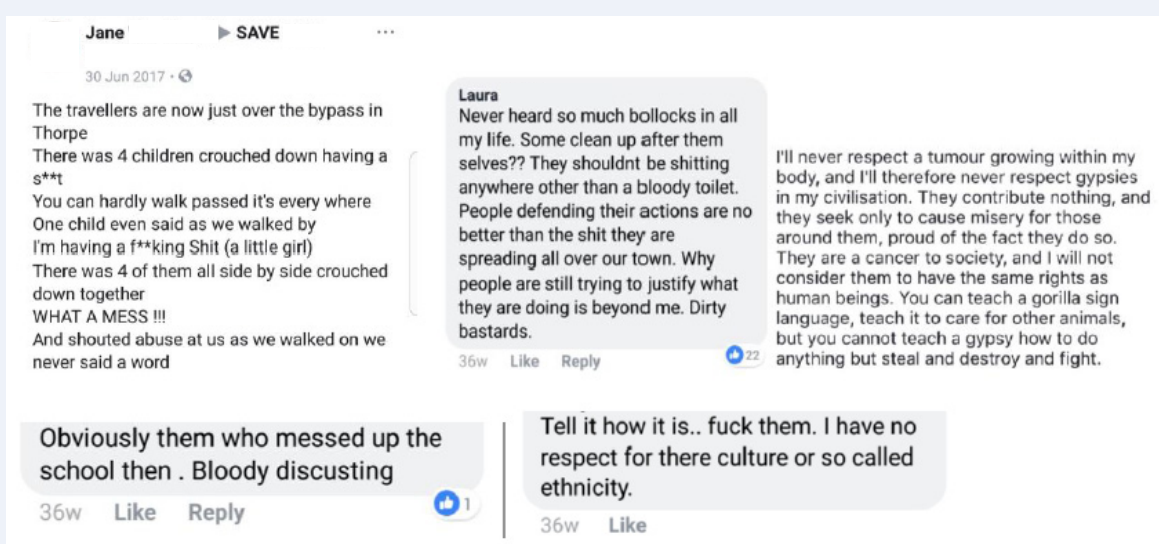 Jane ▶ SAVE ...
30 Jun 2017 ·
The travellers are now just over the bypass in
Thorpe
There was 4 children crouched down having a
s**t
You can hardly walk passed it's every where
One child even said as we walked by
I'm having a f**king Shit (a little girl)
There was 4 of them all side by side crouched
down together
WHAT A MESS !!!
And shouted abuse at us as we walked on we
never said a word
Laura
Never heard so much bollocks in all
my life. Some clean up after them
selves?? They shouldnt be shitting
anywhere other than a bloody toilet.
People defending their actions are no
better than the shit they are
spreading all over our town. Why
people are still trying to justify what
they are doing is beyond me. Dirty
bastards.
36w Like Reply 22
I'll never respect a tumour growing within my
body, and I'll therefore never respect gypsies
in my civilisation. They contribute nothing, and
they seek only to cause misery for those
around them, proud of the fact they do so.
They are a cancer to society, and I will not
consider them to have the same rights as
human beings. You can teach a gorilla sign
language, teach it to care for other animals,
but you cannot teach a gypsy how to do
anything but steal and destroy and fight.
Obviously them who messed up the
school then . Bloody discusting
36w Like Reply 1
Tell it how it is.. fuck them. I have no
respect for there culture or so called
ethnicity.
36w Like